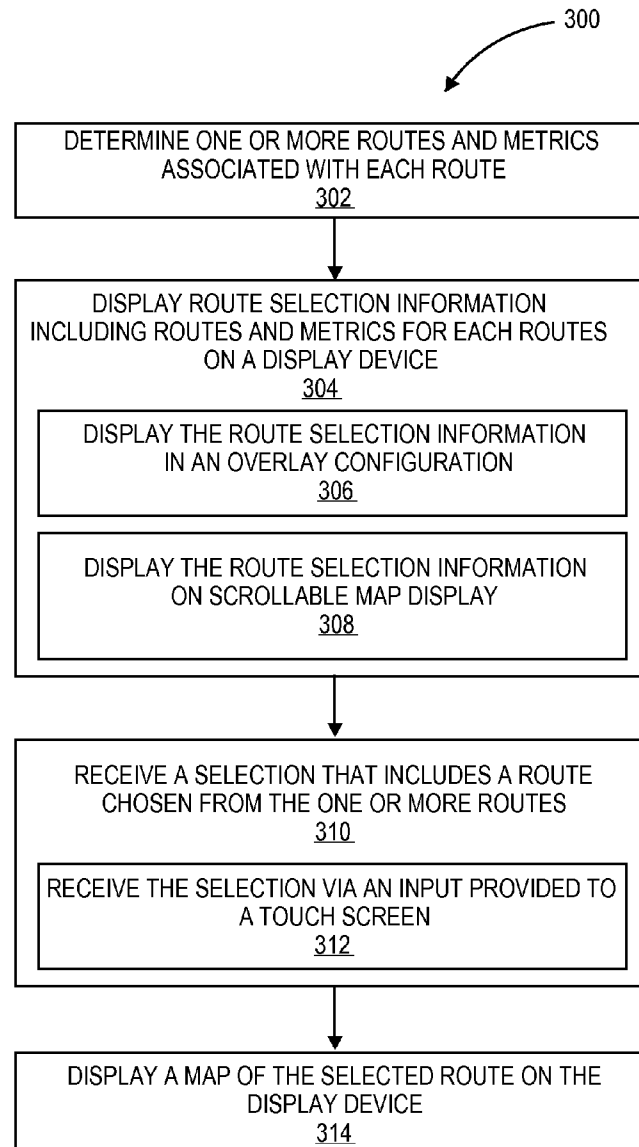 300
DETERMINE ONE OR MORE ROUTES AND METRICS
ASSOCIATED WITH EACH ROUTE
302
DISPLAY ROUTE SELECTION INFORMATION
INCLUDING ROUTES AND METRICS FOR EACH ROUTES
ON A DISPLAY DEVICE
304
DISPLAY THE ROUTE SELECTION INFORMATION
IN AN OVERLAY CONFIGURATION
306
DISPLAY THE ROUTE SELECTION INFORMATION
ON SCROLLABLE MAP DISPLAY
308
RECEIVE A SELECTION THAT INCLUDES A ROUTE
CHOSEN FROM THE ONE OR MORE ROUTES
310
RECEIVE THE SELECTION VIA AN INPUT PROVIDED TO
A TOUCH SCREEN
312
DISPLAY A MAP OF THE SELECTED ROUTE ON THE
DISPLAY DEVICE
314